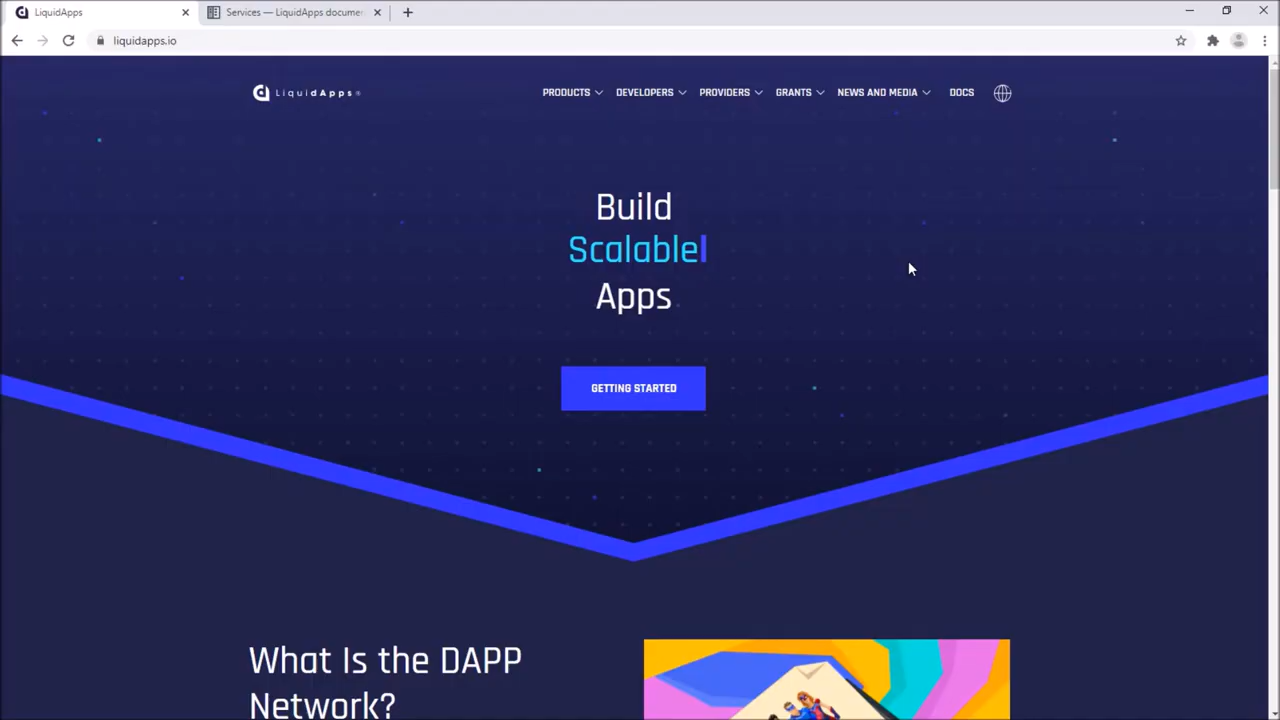 LiquidApps
Services — LiquidApps documen
liquidapps.io
LiquidApps
PRODUCTS
DEVELOPERS
PROVIDERS
GRANTS
NEWS AND MEDIA
DOCS
Build
Scalable
Apps
GETTING STARTED
What Is the DAPP
Network?